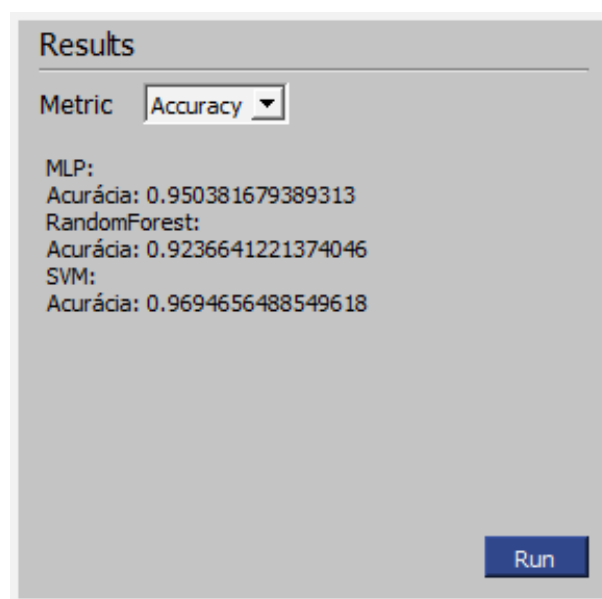 Results
Metric Accuracy
MLP:
Acurácia: 0.950381679389313
RandomForest:
Acurácia: 0.9236641221374046
SVM:
Acurácia: 0.9694656488549618
Run